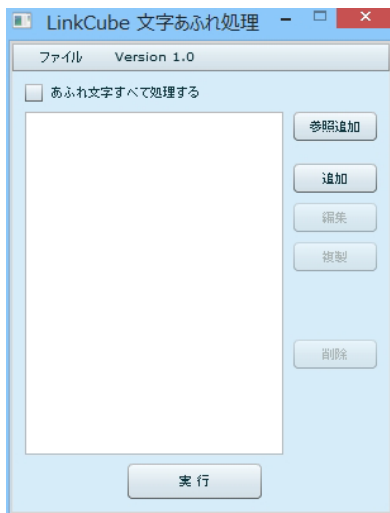 LinkCube 文字あふれ処理
ファイル Version 1.0
あふれ文字すべて処理する
参照追加
追加
編集
複製
削除
実 行